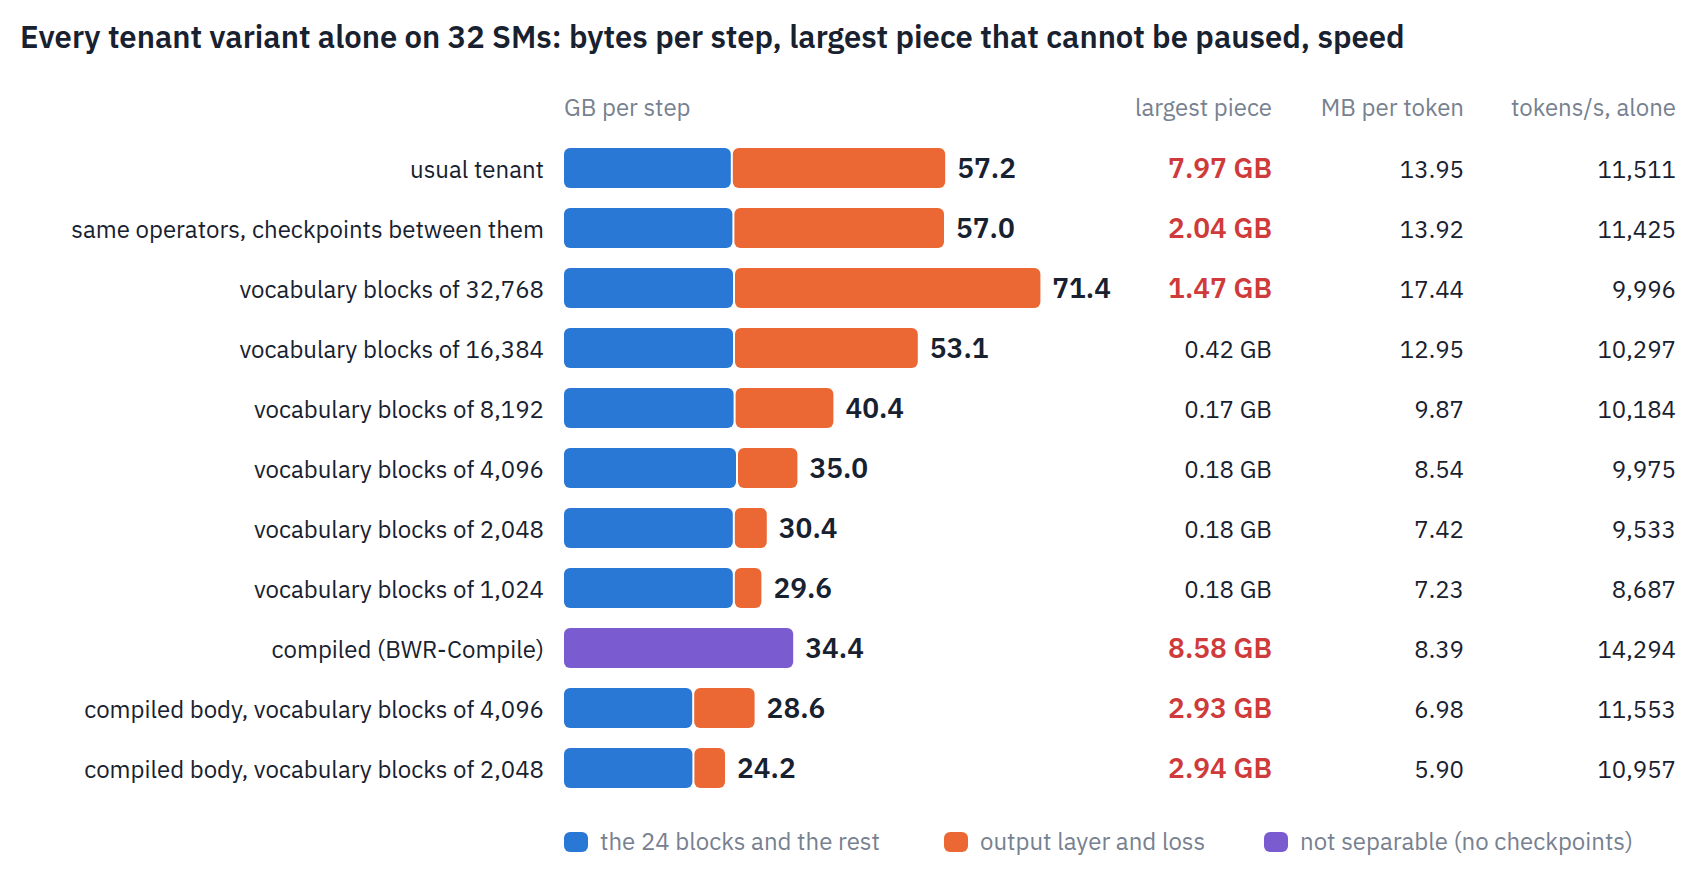 Every tenant variant alone on 32 SMs: bytes per step, largest piece that cannot be paused, speed
GB per step largest piece MB per token tokens/s, alone
usual tenant 57.2 7.97 GB 13.95 11,511
same operators, checkpoints between them 57.0 2.04 GB 13.92 11,425
vocabulary blocks of 32,768 71.4 1.47 GB 17.44 9,996
vocabulary blocks of 16,384 53.1 0.42 GB 12.95 10,297
vocabulary blocks of 8,192 40.4 0.17 GB 9.87 10,184
vocabulary blocks of 4,096 35.0 0.18 GB 8.54 9,975
vocabulary blocks of 2,048 30.4 0.18 GB 7.42 9,533
vocabulary blocks of 1,024 29.6 0.18 GB 7.23 8,687
compiled (BWR-Compile) 34.4 8.58 GB 8.39 14,294
compiled body, vocabulary blocks of 4,096 28.6 2.93 GB 6.98 11,553
compiled body, vocabulary blocks of 2,048 24.2 2.94 GB 5.90 10,957
the 24 blocks and the rest output layer and loss not separable (no checkpoints)